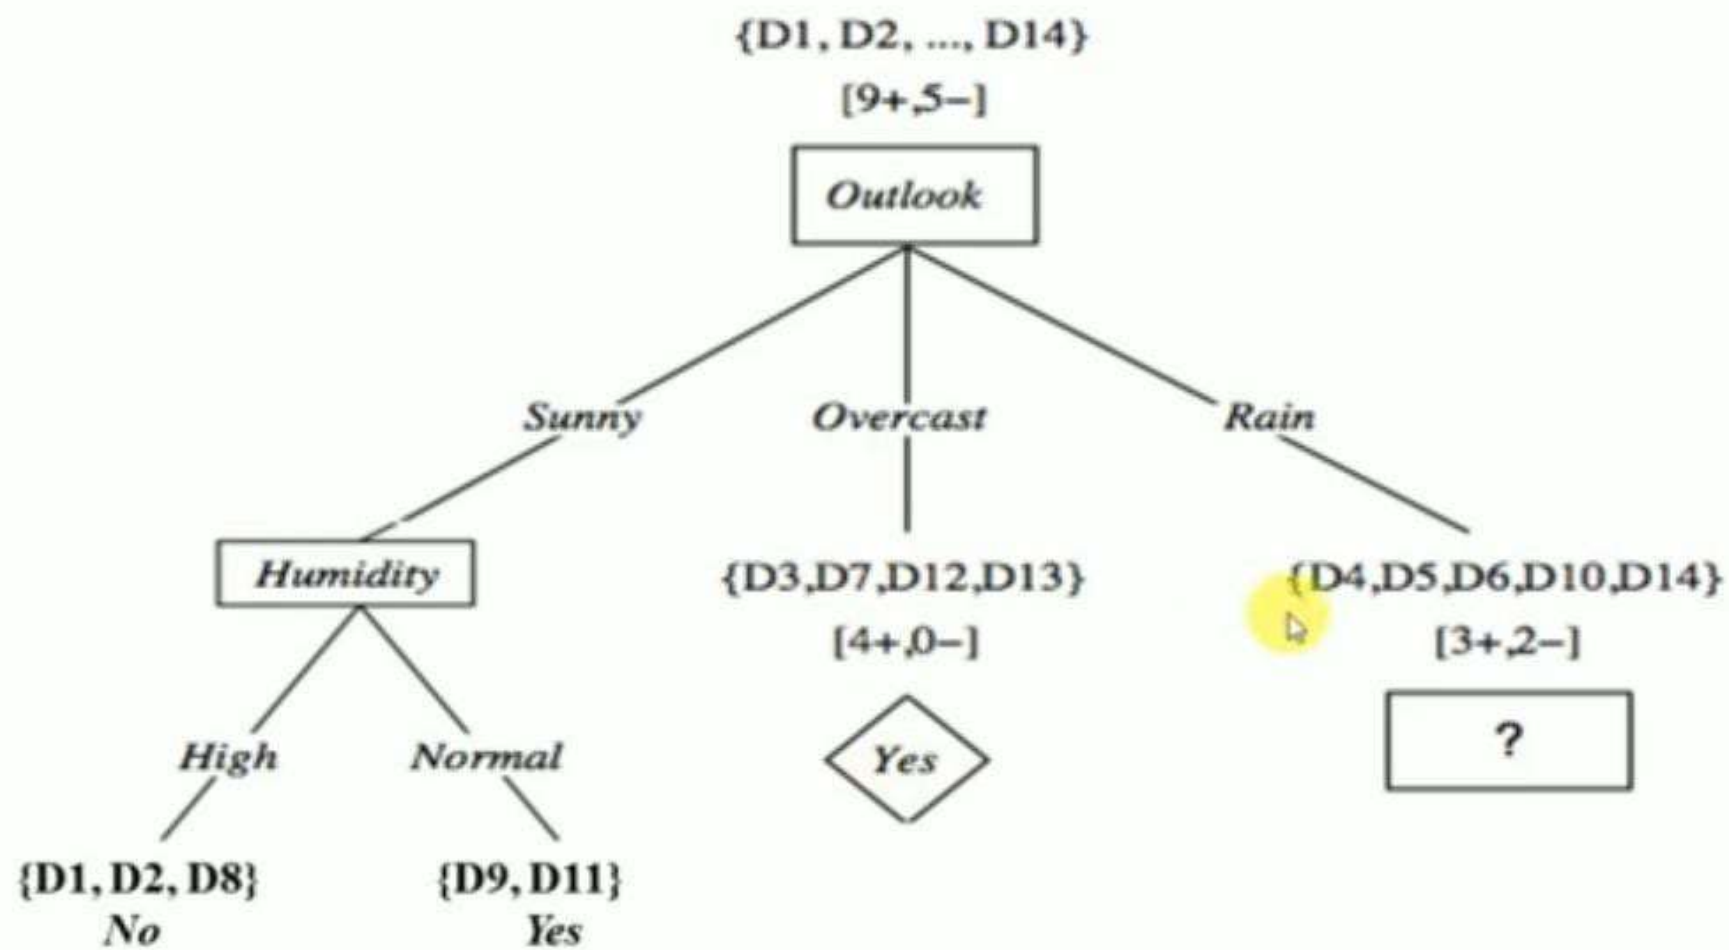 {D1, D2, ..., D14}
[9+,5−]
Outlook
Sunny
Overcast
Rain
Humidity
{D3,D7,D12,D13}
{D4,D5,D6,D10,D14}
[4+,0−]
[3+,2−]
Yes
?
High
Normal
{D1, D2, D8}
{D9, D11}
No
Yes